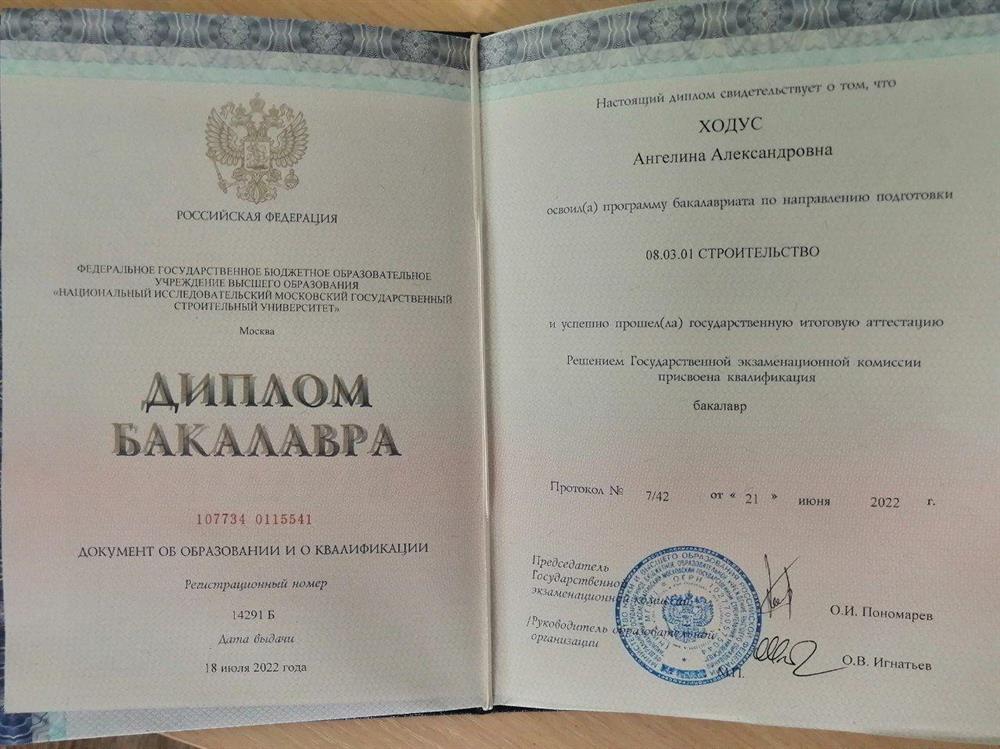 РОССИЙСКАЯ ФЕДЕРАЦИЯ
ФЕДЕРАЛЬНОЕ ГОСУДАРСТВЕННОЕ БЮДЖЕТНОЕ ОБРАЗОВАТЕЛЬНОЕ
УЧРЕЖДЕНИЕ ВЫСШЕГО ОБРАЗОВАНИЯ
«НАЦИОНАЛЬНЫЙ ИССЛЕДОВАТЕЛЬСКИЙ МОСКОВСКИЙ ГОСУДАРСТВЕННЫЙ
СТРОИТЕЛЬНЫЙ УНИВЕРСИТЕТ»
Москва
ДИПЛОМ
БАКАЛАВРА
107734 0115541
ДОКУМЕНТ ОБ ОБРАЗОВАНИИ И О КВАЛИФИКАЦИИ
Регистрационный номер
14291 Б
Дата выдачи
18 июля 2022 года
Настоящий диплом свидетельствует о том, что
ХОДУС
Ангелина Александровна
освоил(а) программу бакалавриата по направлению подготовки
08.03.01 СТРОИТЕЛЬСТВО
и успешно прошел(ла) государственную итоговую аттестацию
Решением Государственной экзаменационной комиссии
присвоена квалификация
бакалавр
Протокол № 7/42 от « 21 » июня 2022 г.
Председатель
Государственной
экзаменационной комиссии
О.И. Пономарев
Руководитель образовательной
организации
О.В. Игнатьев
М.П.